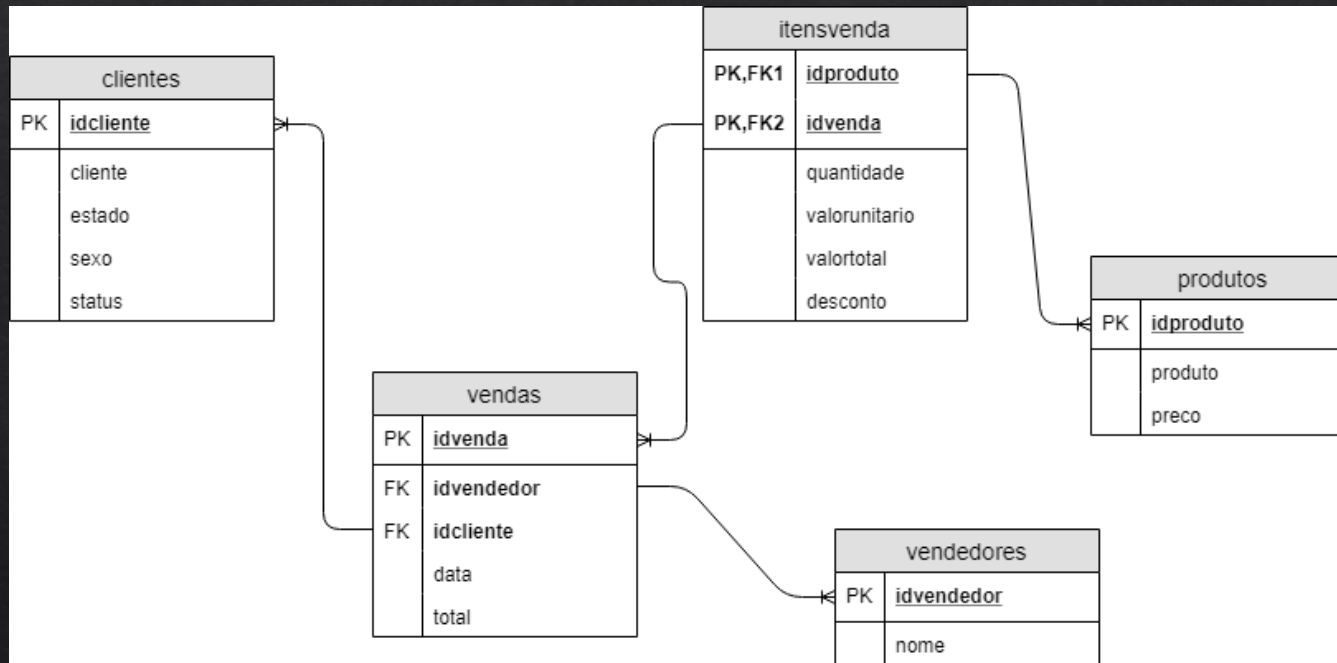 clientes
PK idcliente
cliente
estado
sexo
status
itensvenda
PK,FK1 idproduto
PK,FK2 idvenda
quantidade
valorunitario
valortotal
desconto
produtos
PK idproduto
produto
preco
vendas
PK idvenda
FK idvendedor
FK idcliente
data
total
vendedores
PK idvendedor
nome